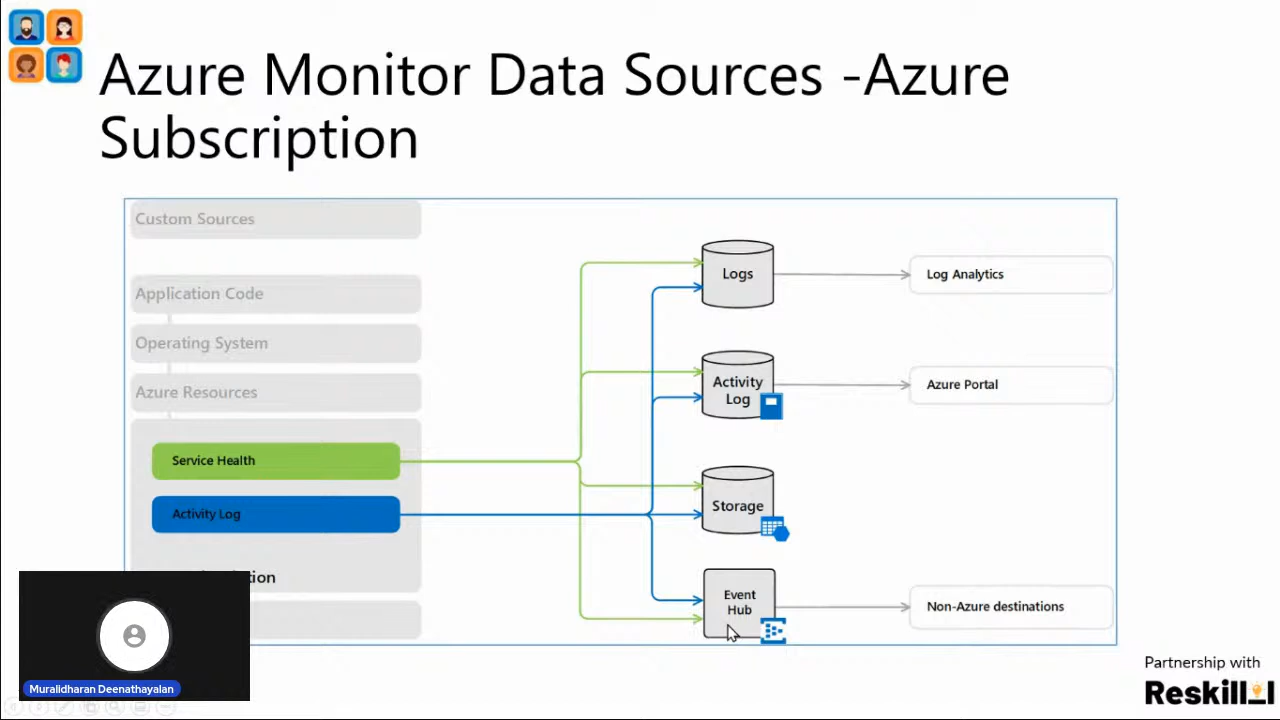 Azure Monitor Data Sources -Azure
Subscription
Custom Sources
Application Code
Operating System
Azure Resources
Service Health
Activity Log
Logs
Log Analytics
Activity
Log
Azure Portal
Storage
Event
Hub
Non-Azure destinations
Muralidharan Deenathayalan
Partnership with